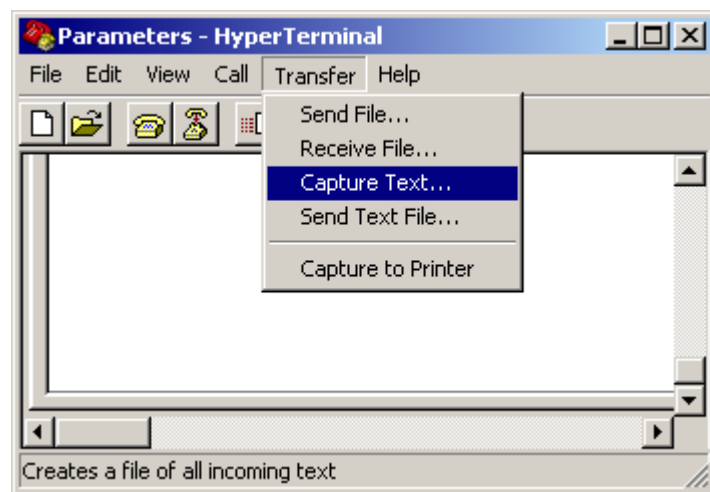 Parameters - HyperTerminal
File Edit View Call Transfer Help
Send File...
Receive File...
Capture Text...
Send Text File...
Capture to Printer
Creates a file of all incoming text